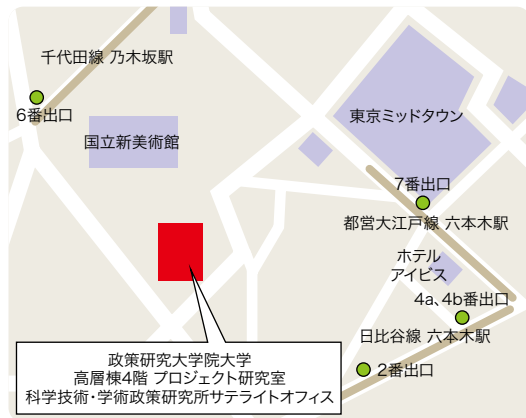 千代田線 乃木坂駅
6番出口
国立新美術館
東京ミッドタウン
7番出口
都営大江戸線 六本木駅
ホテル
アイビス
4a、4b番出口
日比谷線 六本木駅
2番出口
政策研究大学院大学
高層棟4階 プロジェクト研究室
科学技術・学術政策研究所サテライトオフィス